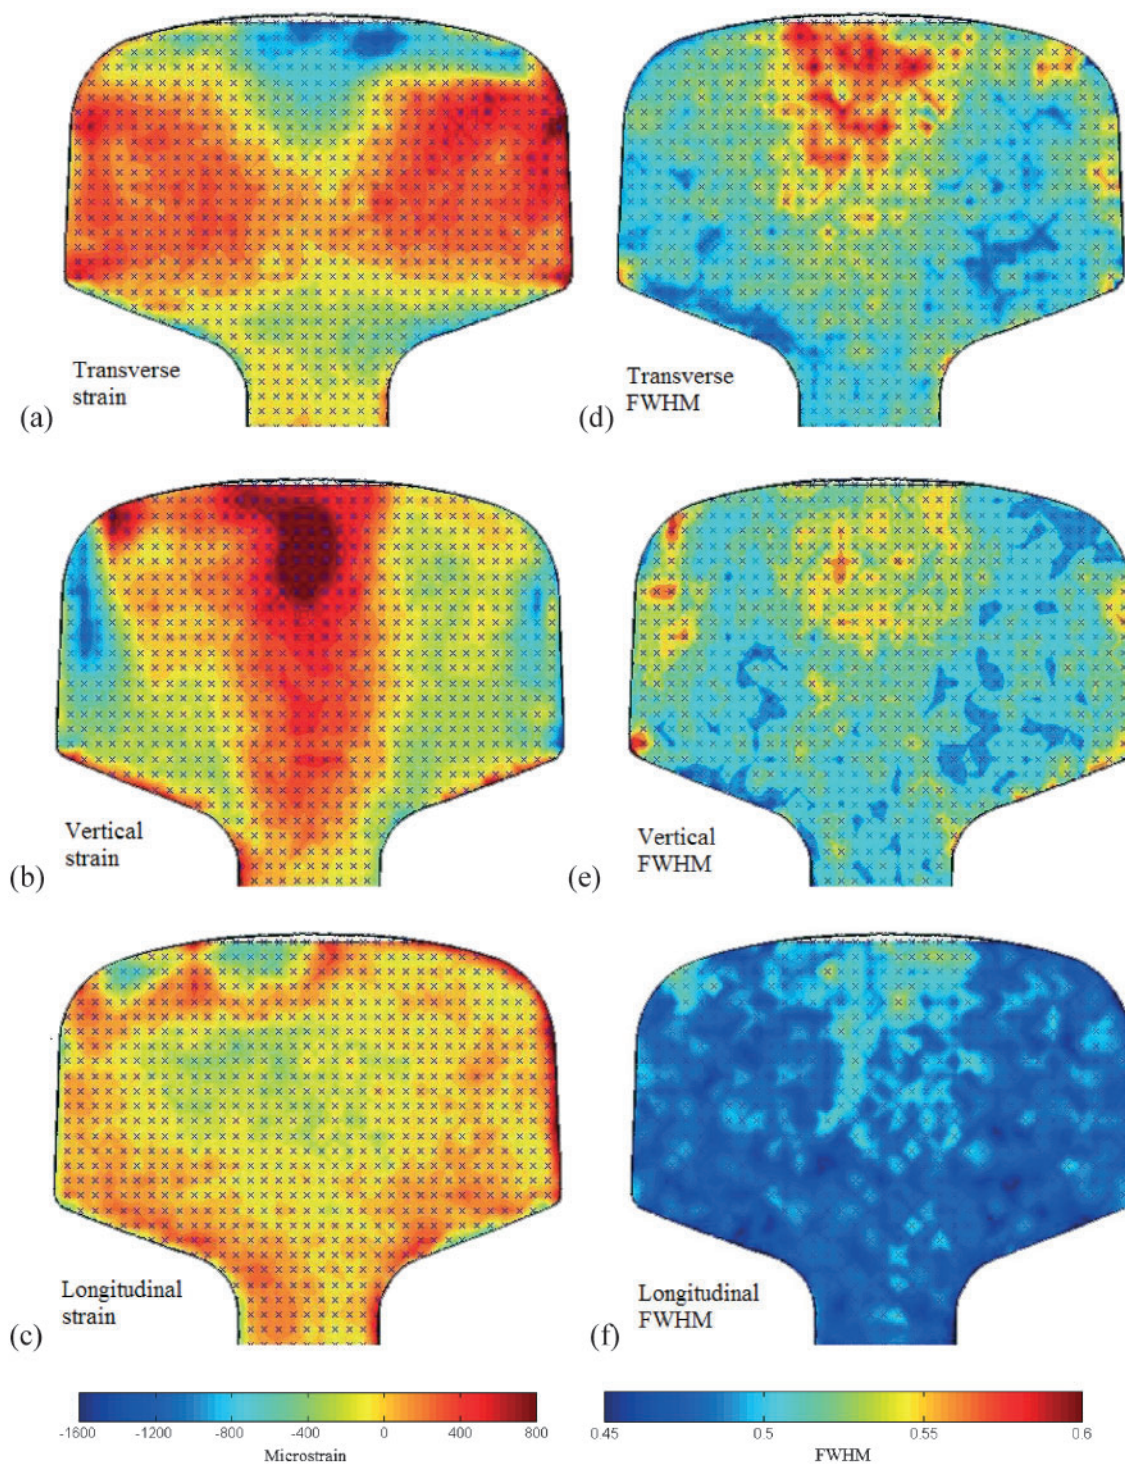 Transverse
strain
(a)
Transverse
FWHM
(d)
Vertical
strain
(b)
Vertical
FWHM
(e)
Longitudinal
strain
(c)
Longitudinal
FWHM
(f)
-1600 -1200 -800 -400 0 400 800
Microstrain
0.45 0.5 0.55 0.6
FWHM